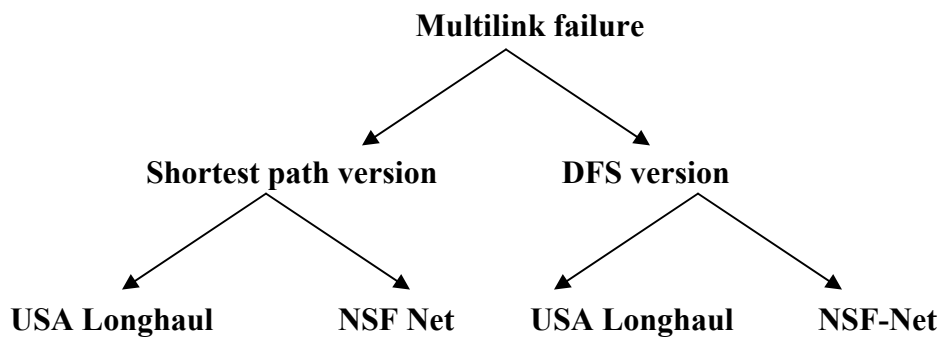 Multilink failure
Shortest path version DFS version
USA Longhaul NSF Net USA Longhaul NSF-Net